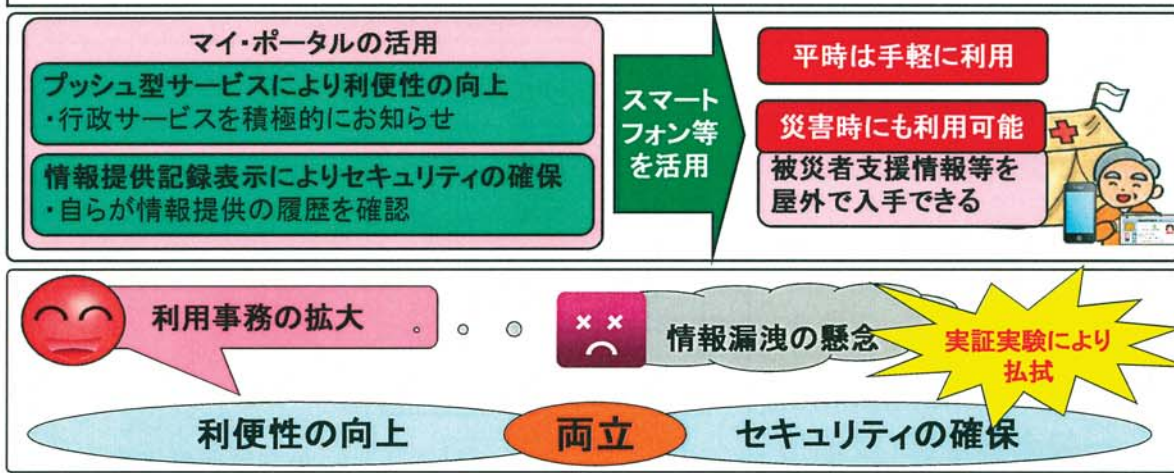 マイ・ポータルの活用
プッシュ型サービスにより利便性の向上
・行政サービスを積極的にお知らせ
情報提供記録表示によりセキュリティの確保
・自らが情報提供の履歴を確認
スマート
フォン等
を活用
平時は手軽に利用
災害時にも利用可能
被災者支援情報等を
屋外で入手できる
利用事務の拡大
情報漏洩の懸念
実証実験により
払拭
利便性の向上
両立
セキュリティの確保